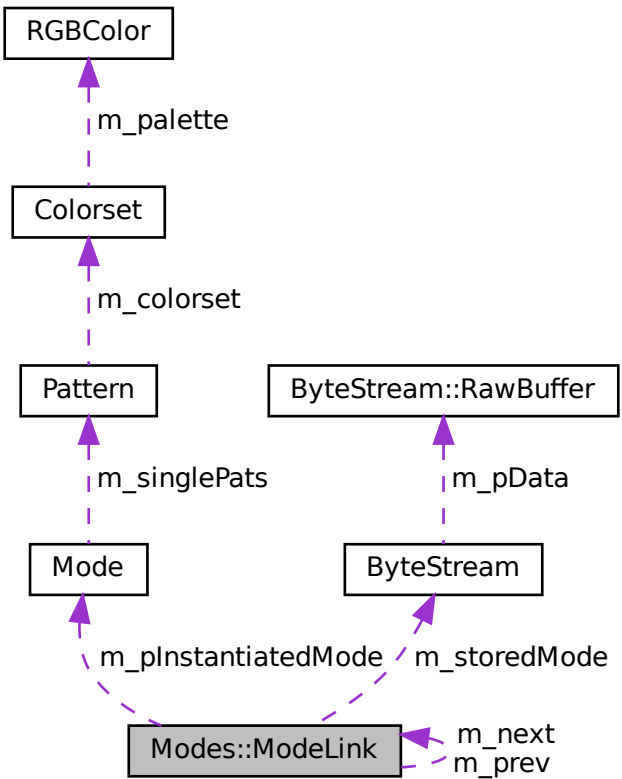 RGBColor
m_palette
Colorset
m_colorset
Pattern
ByteStream::RawBuffer
m_singlePats
m_pData
Mode
ByteStream
m_pInstantiatedMode
m_storedMode
Modes::ModeLink
m_next
m_prev